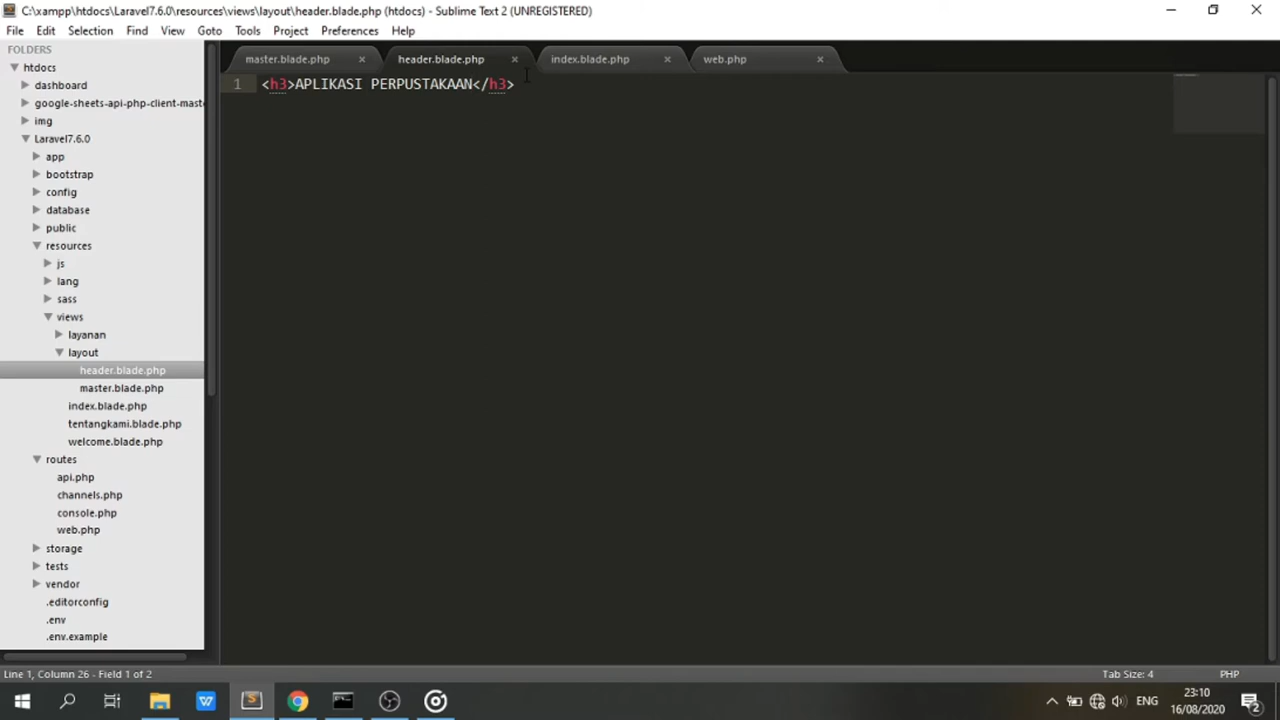 C:\xampp\htdocs\Laravel7.6.0\resources\views\layout\header.blade.php (htdocs) - Sublime Text 2 (UNREGISTERED)
File Edit Selection Find View Goto Tools Project Preferences Help
FOLDERS
htdocs
dashboard
google-sheets-api-php-client-mast
img
Laravel7.6.0
app
bootstrap
config
database
public
resources
js
lang
sass
views
layanan
layout
header.blade.php
master.blade.php
index.blade.php
tentangkami.blade.php
welcome.blade.php
routes
api.php
channels.php
console.php
web.php
storage
tests
vendor
.editorconfig
.env
.env.example
master.blade.php header.blade.php index.blade.php web.php
1 <h3>APLIKASI PERPUSTAKAAN</h3>
Line 1, Column 26 - Field 1 of 2 Tab Size: 4 PHP
ENG
23:10
16/08/2020
2